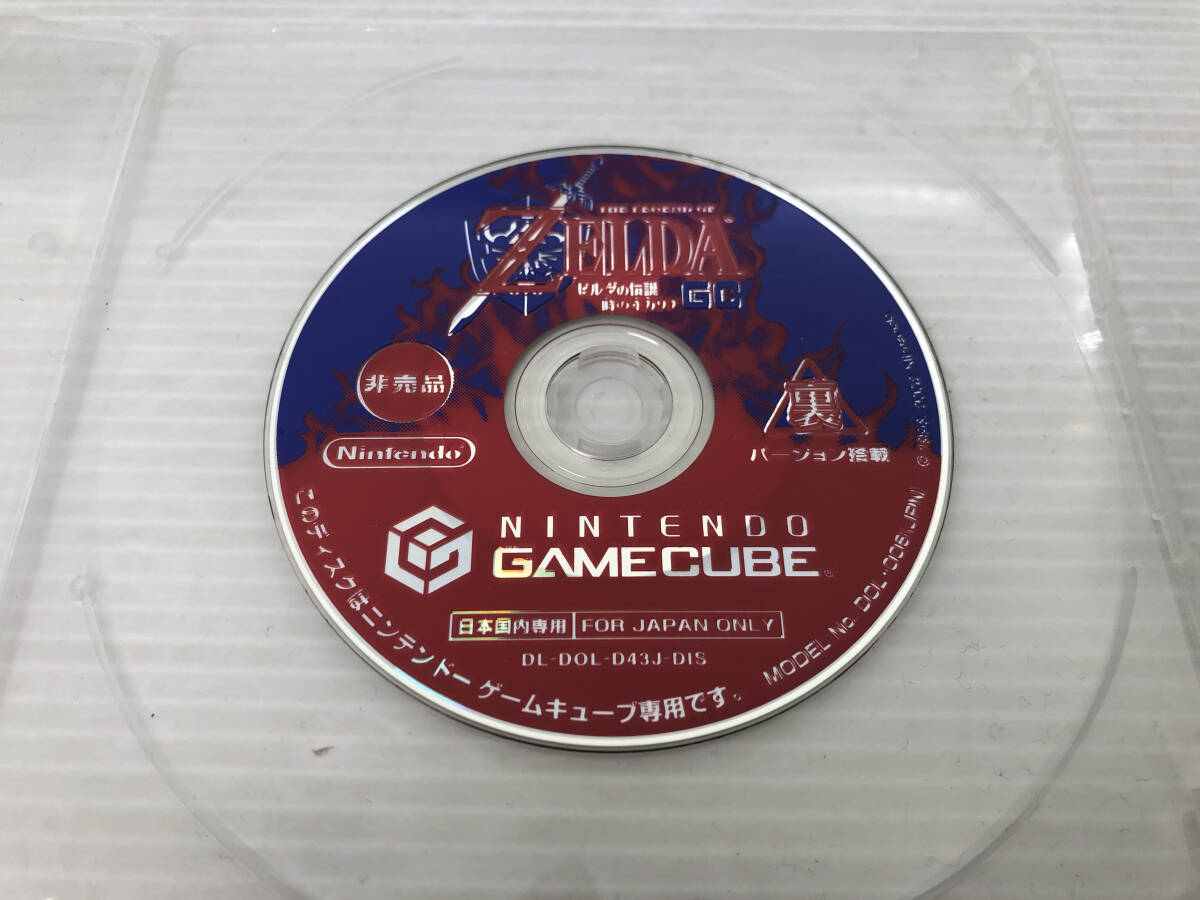 THE LEGEND OF
ZELDA
ゼルダの伝説
時のオカリナ GC
非売品
裏
Nintendo
バージョン搭載
NINTENDO
GAMECUBE
日本国内専用 FOR JAPAN ONLY
DL-DOL-D43J-DIS
このディスクはニンテンドーゲームキューブ専用です。
MODEL No. DOL-006(JPN)